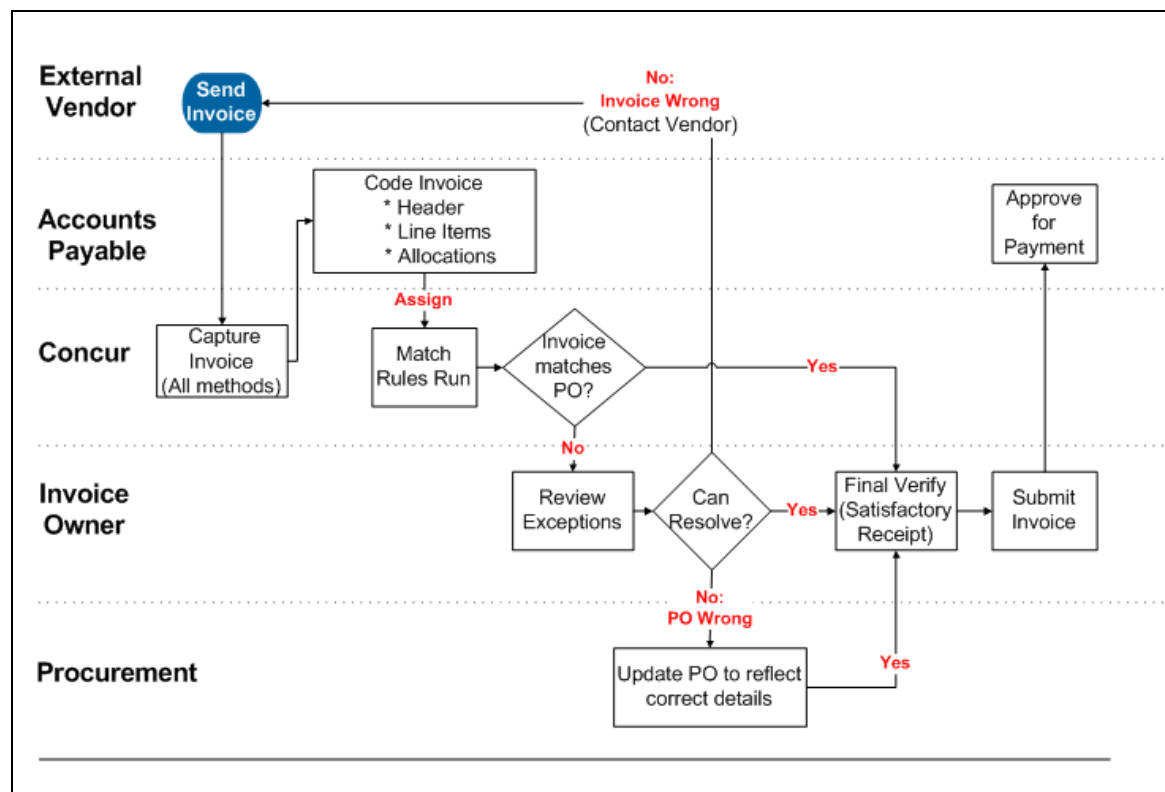 External
Vendor
Send
Invoice
No:
Invoice Wrong
(Contact Vendor)
Accounts
Payable
Code Invoice
* Header
* Line Items
* Allocations
Approve
for
Payment
Assign
Concur
Capture
Invoice
(All methods)
Match
Rules Run
Invoice
matches
PO?
Yes
No
Invoice
Owner
Review
Exceptions
Can
Resolve?
Yes
Final Verify
(Satisfactory
Receipt)
Submit
Invoice
No:
PO Wrong
Procurement
Update PO to reflect
correct details
Yes